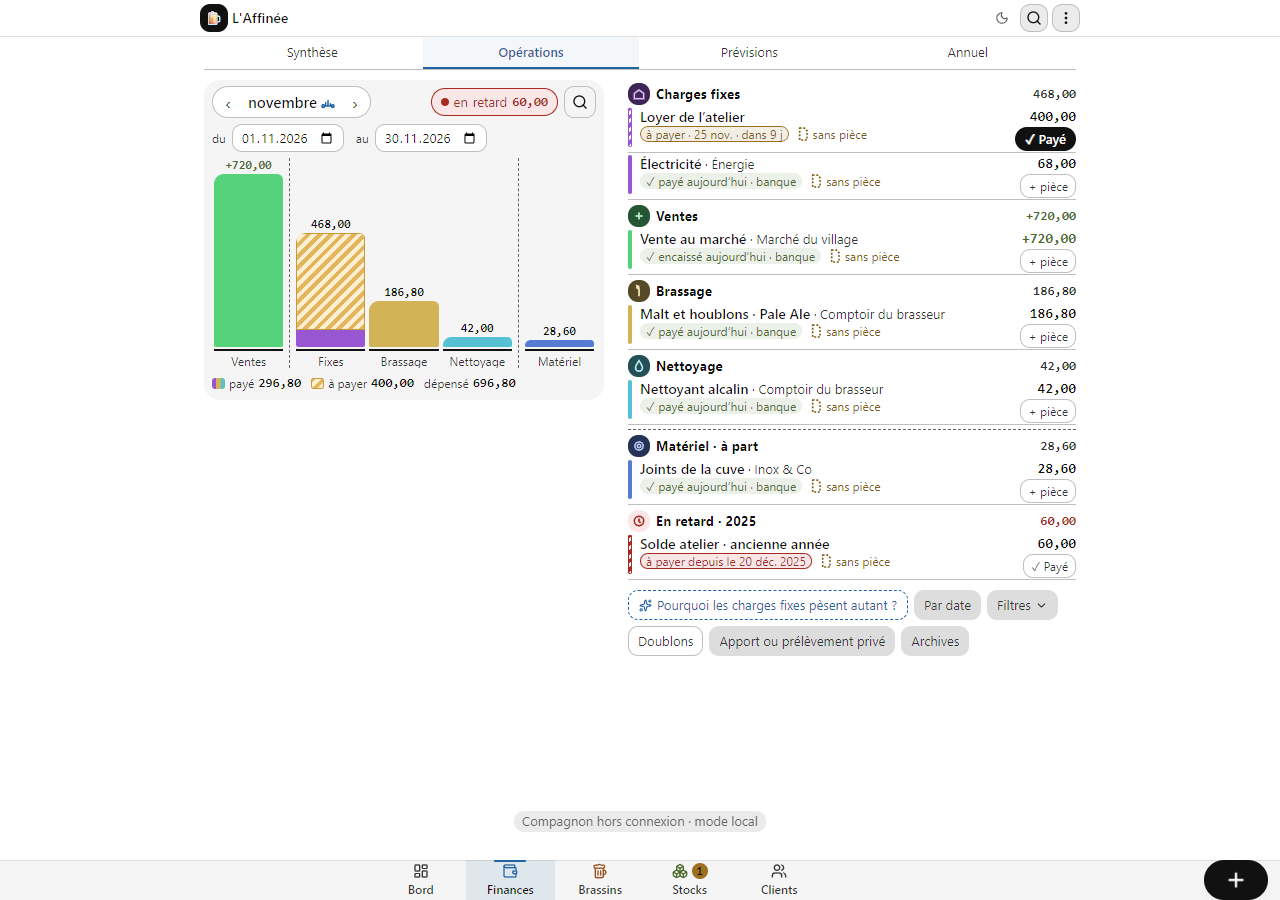 L'Affinée
Synthèse
Opérations
Prévisions
Annuel
‹ novembre ›
en retard 60,00
du 01.11.2026 au 30.11.2026
+720,00
468,00
186,80
42,00
28,60
Ventes
Fixes
Brassage
Nettoyage
Matériel
payé 296,80 à payer 400,00 dépensé 696,80
Charges fixes 468,00
Loyer de l’atelier 400,00
à payer · 25 nov. · dans 9 j sans pièce ✓ Payé
Électricité · Énergie 68,00
✓ payé aujourd’hui · banque sans pièce + pièce
Ventes +720,00
Vente au marché · Marché du village +720,00
✓ encaissé aujourd’hui · banque sans pièce + pièce
Brassage 186,80
Malt et houblons · Pale Ale · Comptoir du brasseur 186,80
✓ payé aujourd’hui · banque sans pièce + pièce
Nettoyage 42,00
Nettoyant alcalin · Comptoir du brasseur 42,00
✓ payé aujourd’hui · banque sans pièce + pièce
Matériel · à part 28,60
Joints de la cuve · Inox & Co 28,60
✓ payé aujourd’hui · banque sans pièce + pièce
En retard · 2025 60,00
Solde atelier · ancienne année 60,00
à payer depuis le 20 déc. 2025 sans pièce ✓ Payé
Pourquoi les charges fixes pèsent autant ? Par date Filtres
Doublons Apport ou prélèvement privé Archives
Compagnon hors connexion · mode local
1
Bord
Finances
Brassins
Stocks
Clients
+